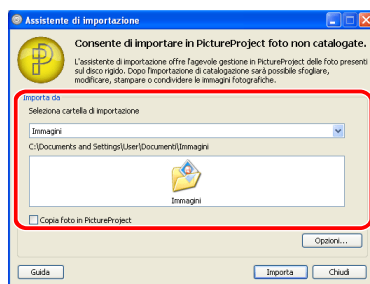 Assistente di importazione
Consente di importare in PictureProject foto non catalogate.
L'assistente di importazione offre l'agevole gestione in PictureProject delle foto presenti
sul disco rigido. Dopo l'importazione di catalogazione sarà possibile sfogliare,
modificare, stampare o condividere le immagini fotografiche.
Importa da
Seleziona cartella di importazione
Immagini
C:\Documents and Settings\User\Documenti\Immagini
Immagini
Copia foto in PictureProject
Opzioni...
Guida
Importa
Chiudi